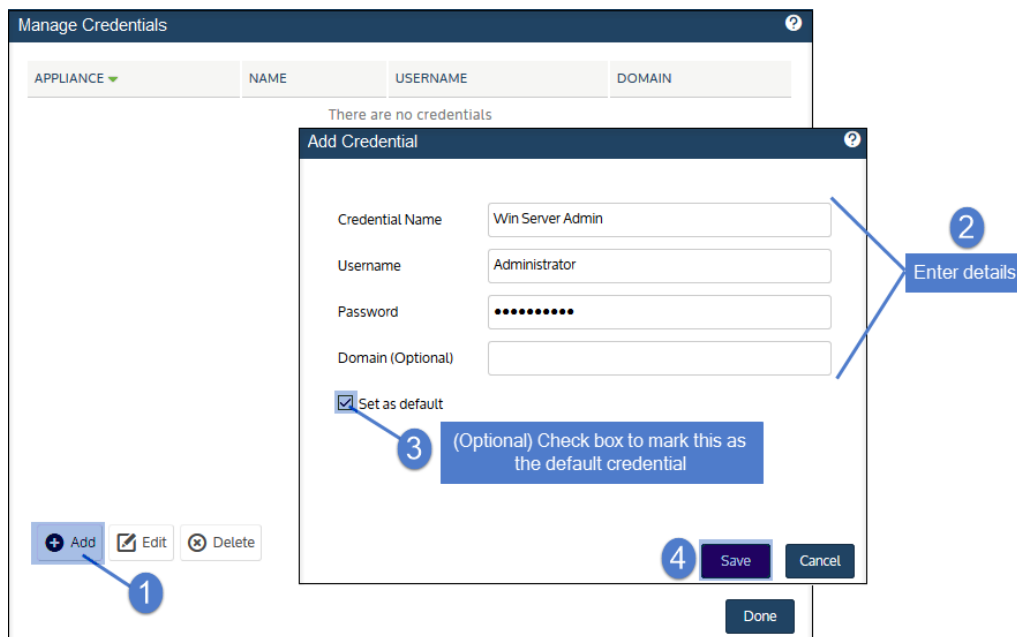 Manage Credentials
?
APPLIANCE NAME USERNAME DOMAIN
There are no credentials
Add Credential
?
Credential Name Win Server Admin
Username Administrator
Password ••••••••••
Domain (Optional)
Set as default
2
Enter details
3
(Optional) Check box to mark this as
the default credential
Add Edit Delete
1
4
Save Cancel
Done